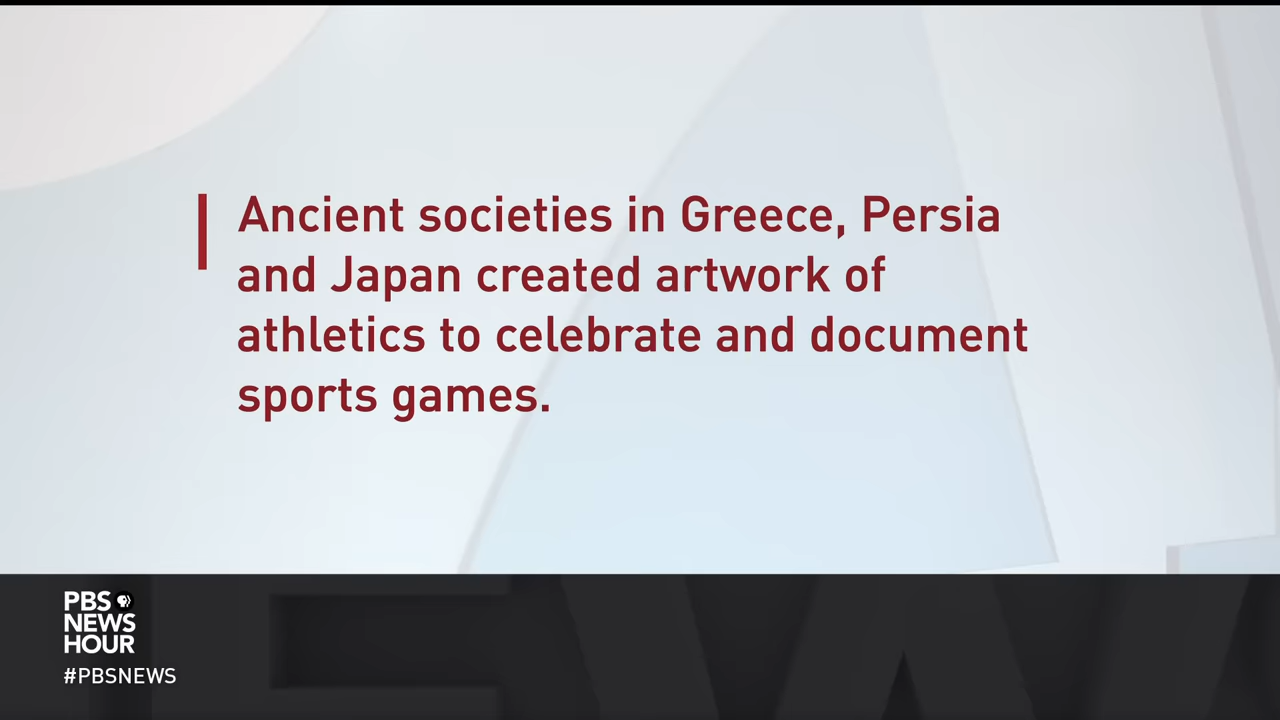 Ancient societies in Greece, Persia
and Japan created artwork of
athletics to celebrate and document
sports games.
PBS
NEWS
HOUR
#PBSNEWS